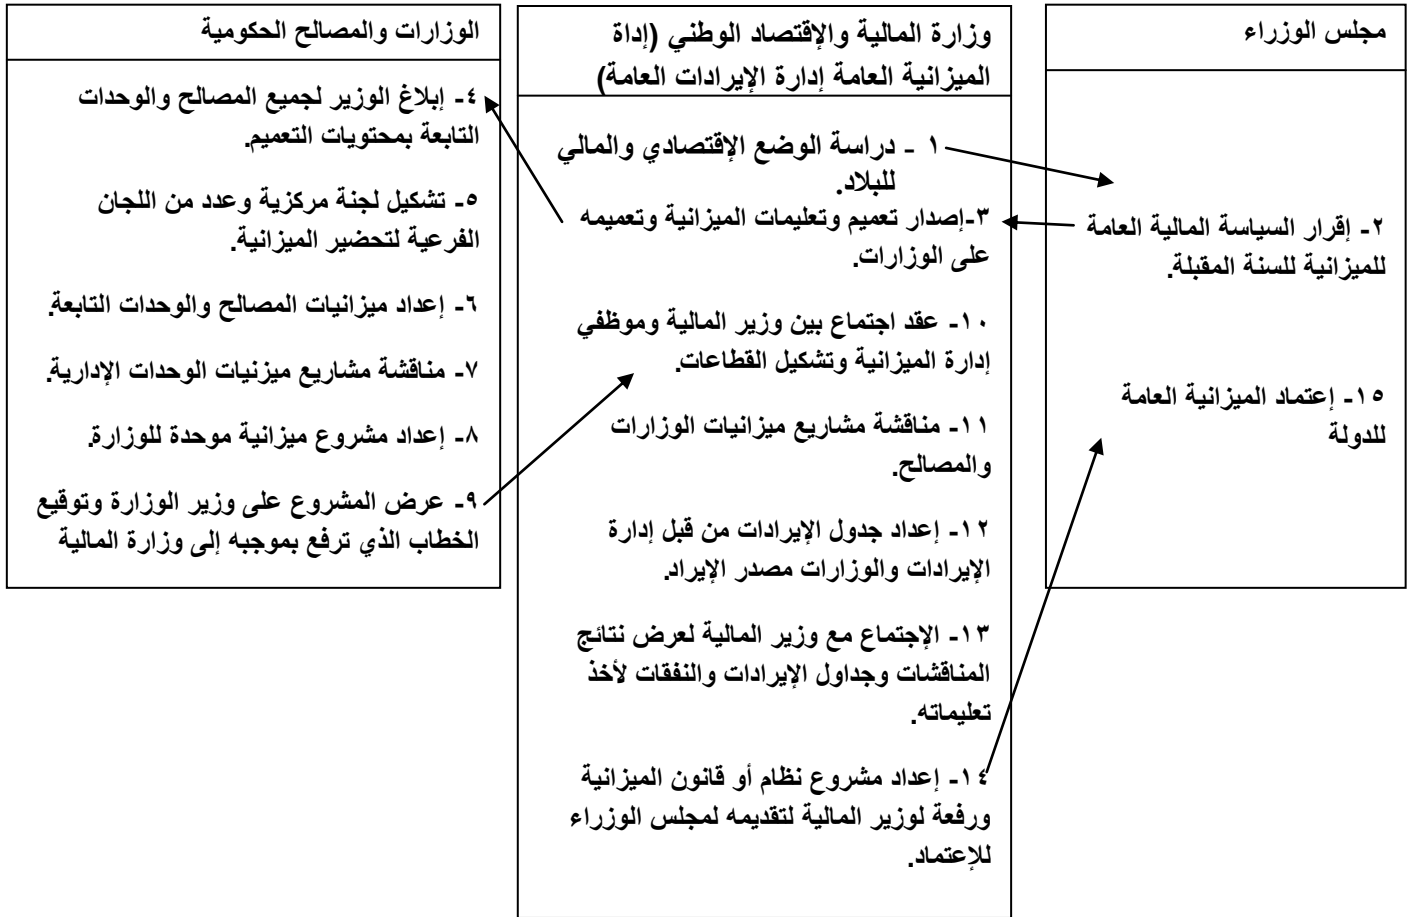 مجلس الوزراء
٢- إقرار السياسة المالية العامة
للميزانية للسنة المقبلة.
١٥- إعتماد الميزانية العامة
للدولة
وزارة المالية والإقتصاد الوطني (إداة
الميزانية العامة إدارة الإيرادات العامة)
١ - دراسة الوضع الإقتصادي والمالي
للبلاد.
٣-إصدار تعميم وتعليمات الميزانية وتعميمه
على الوزارات.
١٠- عقد اجتماع بين وزير المالية وموظفي
إدارة الميزانية وتشكيل القطاعات.
١١- مناقشة مشاريع ميزانيات الوزارات
والمصالح.
١٢- إعداد جدول الإيرادات من قبل إدارة
الإيرادات والوزارات مصدر الإيراد.
١٣- الإجتماع مع وزير المالية لعرض نتائج
المناقشات وجداول الإيرادات والنفقات لأخذ
تعليماته.
١٤- إعداد مشروع نظام أو قانون الميزانية
ورفعة لوزير المالية لتقديمه لمجلس الوزراء
للإعتماد.
الوزارات والمصالح الحكومية
٤- إبلاغ الوزير لجميع المصالح والوحدات
التابعة بمحتويات التعميم.
٥- تشكيل لجنة مركزية وعدد من اللجان
الفرعية لتحضير الميزانية.
٦- إعداد ميزانيات المصالح والوحدات التابعة.
٧- مناقشة مشاريع ميزنيات الوحدات الإدارية.
٨- إعداد مشروع ميزانية موحدة للوزارة.
٩- عرض المشروع على وزير الوزارة وتوقيع
الخطاب الذي ترفع بموجبه إلى وزارة المالية